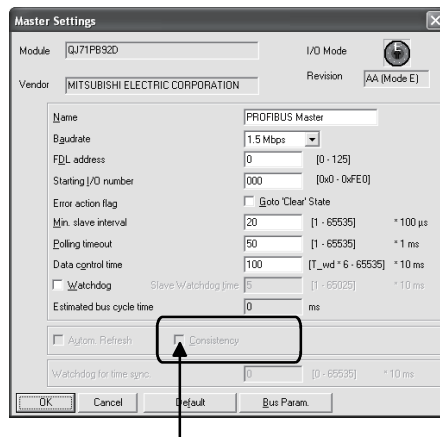 Master Settings
Module QJ71PB92D I/O Mode E
Vendor MITSUBISHI ELECTRIC CORPORATION Revision AA (Mode E)
Name PROFIBUS Master
Baudrate 1.5 Mbps
FDL address 0 [0 - 125]
Starting I/O number 000 [0x0 - 0xFE0]
Error action flag Goto 'Clear' State
Min. slave interval 20 [1 - 65535] * 100 µs
Polling timeout 50 [1 - 65535] * 1 ms
Data control time 100 [T_wd * 6 - 65535] * 10 ms
Watchdog Slave Watchdog time 5 [1 - 65025] * 10 ms
Estimated bus cycle time 0 ms
Autom. Refresh Consistency
Watchdog for time sync. 0 [0 - 65535] * 10 ms
OK Cancel Default Bus Param.